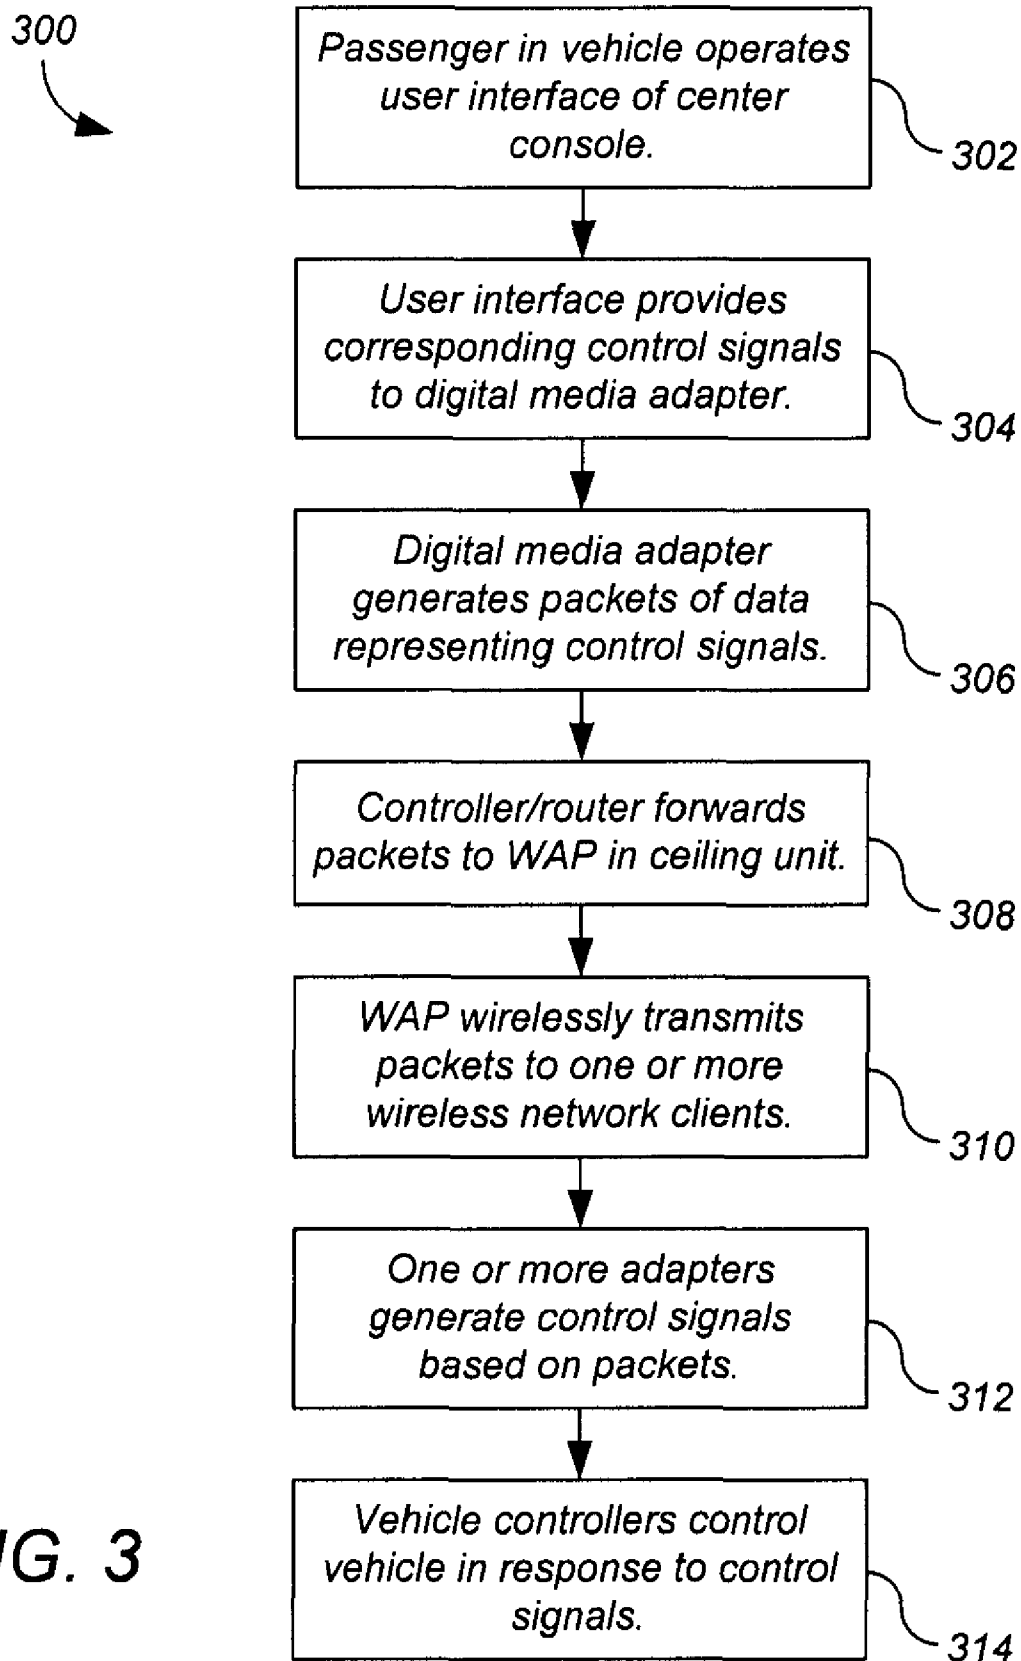 300
Passenger in vehicle operates
user interface of center
console.
302
User interface provides
corresponding control signals
to digital media adapter.
304
Digital media adapter
generates packets of data
representing control signals.
306
Controller/router forwards
packets to WAP in ceiling unit.
308
WAP wirelessly transmits
packets to one or more
wireless network clients.
310
One or more adapters
generate control signals
based on packets.
312
Vehicle controllers control
vehicle in response to control
signals.
314
IG. 3